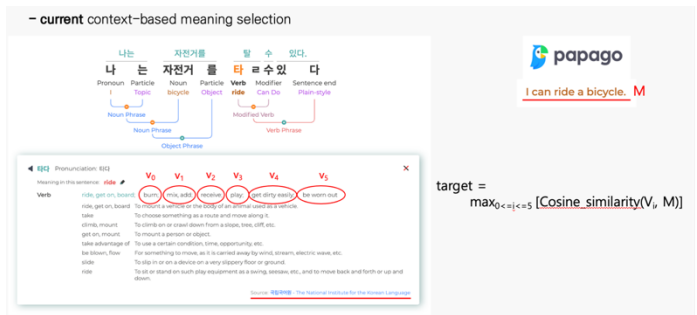 - current context-based meaning selection
나는 자전거를 탈 수 있다.
나 는 자전거 를 타 ㄹ수있 다
Pronoun Particle Noun Particle Verb Modifier Sentence end
I Topic bicycle Object ride Can Do Plain-style
Noun Phrase Modified Verb
Noun Phrase Verb Phrase
Object Phrase
papago
I can ride a bicycle. M
타다 Pronunciation: 타다
V0 V1 V2 V3 V4 V5
Meaning in this sentence: ride
Verb ride, get on, board, burn, mix, add, receive, play, get dirty easily, be worn out
ride, get on, board To mount a vehicle or the body of an animal used as a vehicle.
take To choose something as a route and move along it.
climb, mount To climb on or crawl down from a slope, tree, cliff, etc.
get on, mount To mount a person or object.
take advantage of To use a certain condition, time, opportunity, etc.
be blown, flow For something to move, as it is carried away by wind, stream, electric wave, etc.
slide To slip in or on a device on a very slippery floor or ground.
ride To sit or stand on such play equipment as a swing, seesaw, etc., and to move back and forth or up and down.
Source: 국립국어원 - The National Institute for the Korean Language
target =
max0<=i<=5 [Cosine_similarity(Vi, M)]